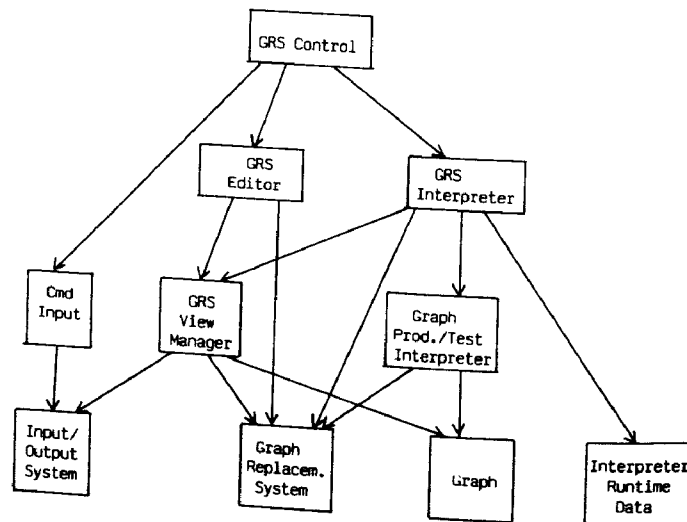 GRS Control
GRS
Editor
GRS
Interpreter
Cmd
Input
GRS
View
Manager
Graph
Prod./Test
Interpreter
Input/
Output
System
Graph
Replacem.
System
Graph
Interpreter
Runtime
Data